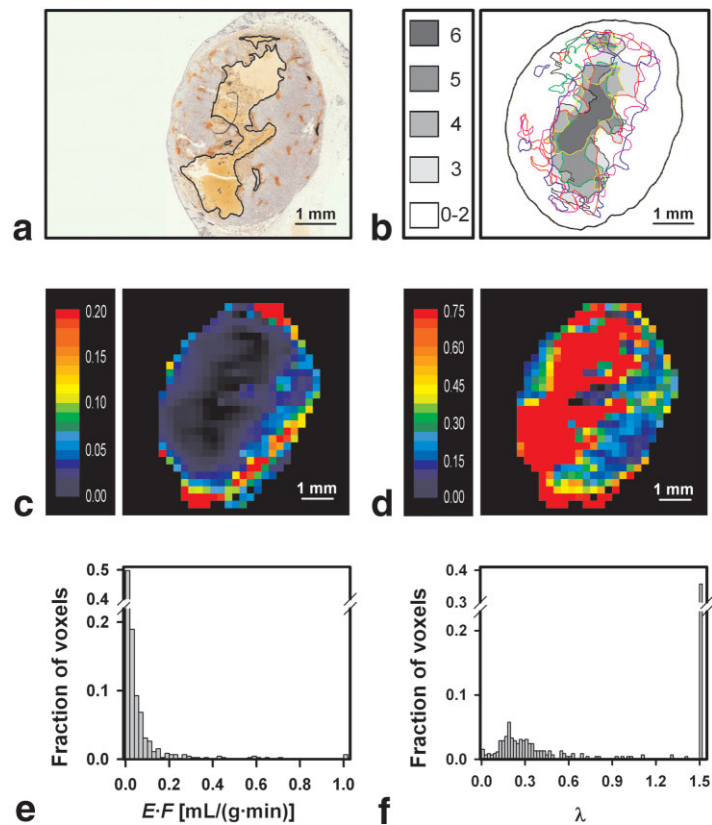 1 mm
a
6
5
4
3
0-2
1 mm
b
0.20
0.15
0.10
0.05
0.00
1 mm
c
0.75
0.60
0.45
0.30
0.15
0.00
1 mm
d
Fraction of voxels
0.5
0.4
0.2
0.1
0.0
0.0 0.2 0.4 0.6 0.8 1.0
E·F [mL/(g·min)]
e
Fraction of voxels
0.4
0.3
0.2
0.1
0.0
0.0 0.3 0.6 0.9 1.2 1.5
λ
f